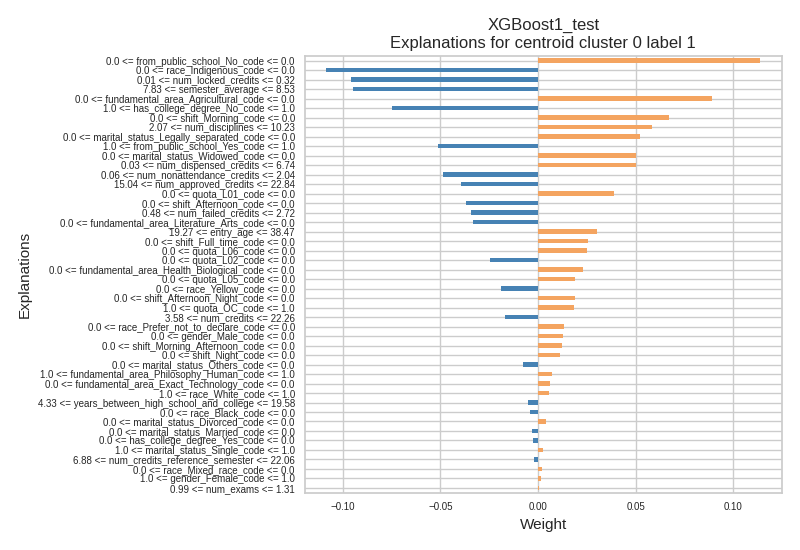 XGBoost1_test
Explanations for centroid cluster 0 label 1
0.0 <= from_public_school_No_code <= 0.0
0.0 <= race_Indigenous_code <= 0.0
0.01 <= num_locked_credits <= 0.32
7.83 <= semester_average <= 8.53
0.0 <= fundamental_area_Agricultural_code <= 0.0
1.0 <= has_college_degree_No_code <= 1.0
0.0 <= shift_Morning_code <= 0.0
2.07 <= num_disciplines <= 10.23
0.0 <= marital_status_Legally_separated_code <= 0.0
1.0 <= from_public_school_Yes_code <= 1.0
0.0 <= marital_status_Widowed_code <= 0.0
0.03 <= num_dispensed_credits <= 6.74
0.06 <= num_nonattendance_credits <= 2.04
15.04 <= num_approved_credits <= 22.84
0.0 <= quota_L01_code <= 0.0
0.0 <= shift_Afternoon_code <= 0.0
0.48 <= num_failed_credits <= 2.72
0.0 <= fundamental_area_Literature_Arts_code <= 0.0
19.27 <= entry_age <= 38.47
0.0 <= shift_Full_time_code <= 0.0
0.0 <= quota_L06_code <= 0.0
0.0 <= quota_L02_code <= 0.0
0.0 <= fundamental_area_Health_Biological_code <= 0.0
0.0 <= quota_L05_code <= 0.0
0.0 <= race_Yellow_code <= 0.0
0.0 <= shift_Afternoon_Night_code <= 0.0
1.0 <= quota_OC_code <= 1.0
3.58 <= num_credits <= 22.26
0.0 <= race_Prefer_not_to_declare_code <= 0.0
0.0 <= gender_Male_code <= 0.0
0.0 <= shift_Morning_Afternoon_code <= 0.0
0.0 <= shift_Night_code <= 0.0
0.0 <= marital_status_Others_code <= 0.0
1.0 <= fundamental_area_Philosophy_Human_code <= 1.0
0.0 <= fundamental_area_Exact_Technology_code <= 0.0
1.0 <= race_White_code <= 1.0
4.33 <= years_between_high_school_and_college <= 19.58
0.0 <= race_Black_code <= 0.0
0.0 <= marital_status_Divorced_code <= 0.0
0.0 <= marital_status_Married_code <= 0.0
0.0 <= has_college_degree_Yes_code <= 0.0
1.0 <= marital_status_Single_code <= 1.0
6.88 <= num_credits_reference_semester <= 22.06
0.0 <= race_Mixed_race_code <= 0.0
1.0 <= gender_Female_code <= 1.0
0.99 <= num_exams <= 1.31
Explanations
−0.10
−0.05
0.00
0.05
0.10
Weight